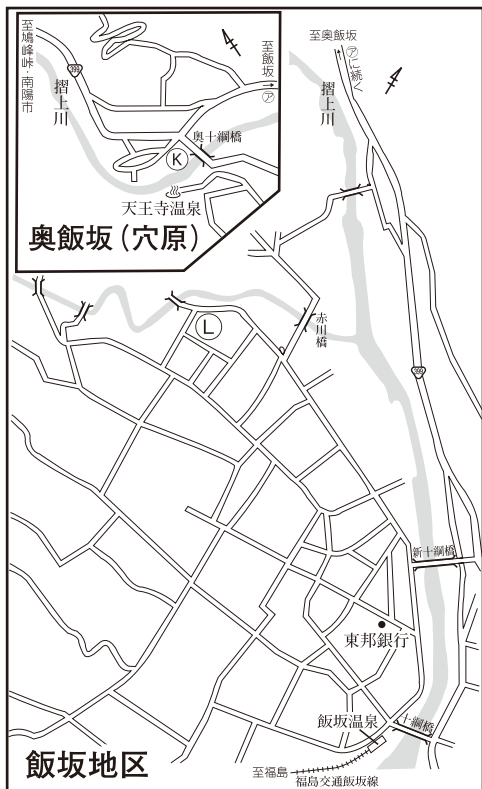 至鳩峰峠・南陽市
399
摺上川
至飯坂
㋐
奥十綱橋
K
天王寺温泉
奥飯坂（穴原）
至奥飯坂
㋐に続く
摺上川
L
赤川橋
399
新十綱橋
東邦銀行
飯坂温泉
十綱橋
飯坂地区
至福島
福島交通飯坂線